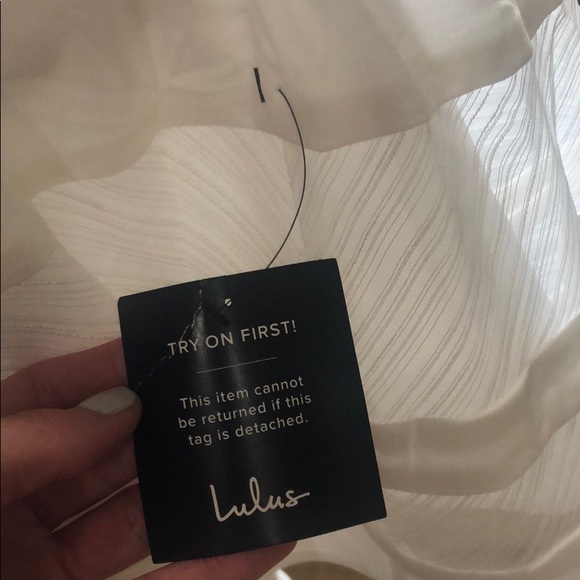 TRY ON FIRST!
This item cannot
be returned if this
tag is detached.
Lulus